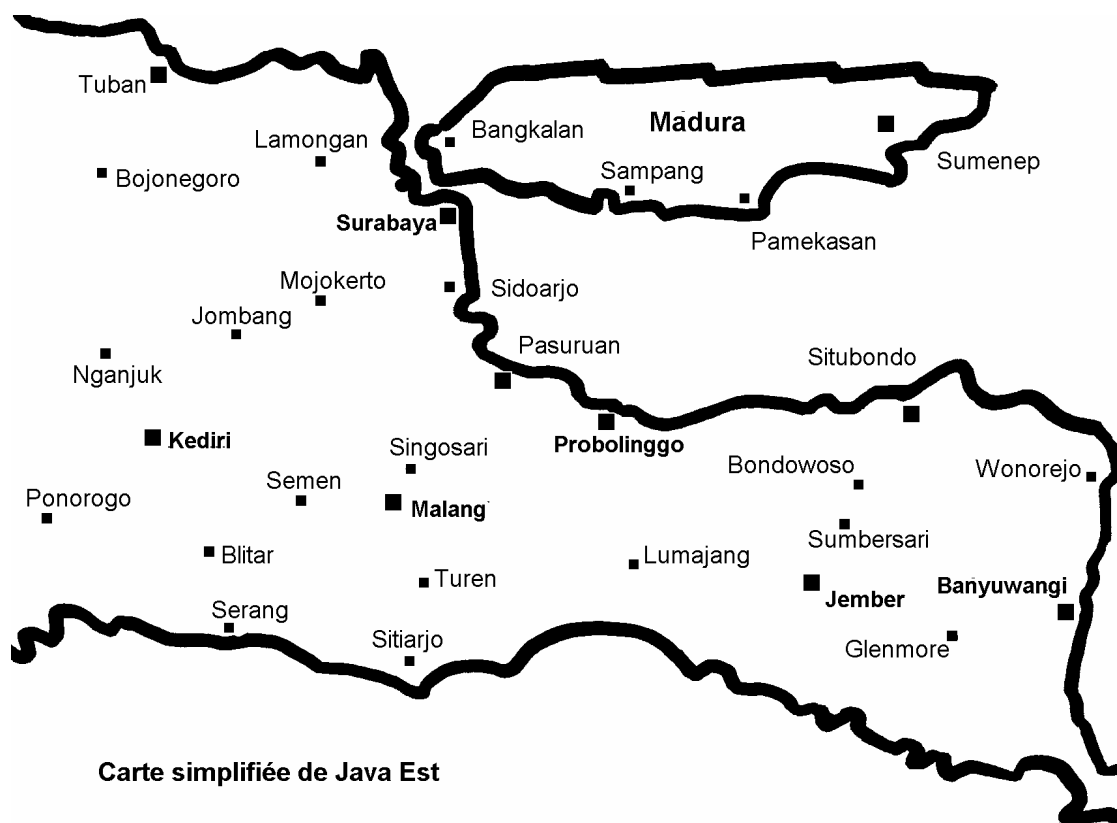 Tuban
Bangkalan
Madura
Lamongan
Sumenep
Bojonegoro
Sampang
Surabaya
Pamekasan
Mojokerto
Sidoarjo
Jombang
Pasuruan
Situbondo
Nganjuk
Kediri
Singosari
Probolinggo
Bondowoso
Wonorejo
Semen
Ponorogo
Malang
Sumbersari
Blitar
Lumajang
Turen
Banyuwangi
Jember
Serang
Sitiarjo
Glenmore
Carte simplifiée de Java Est